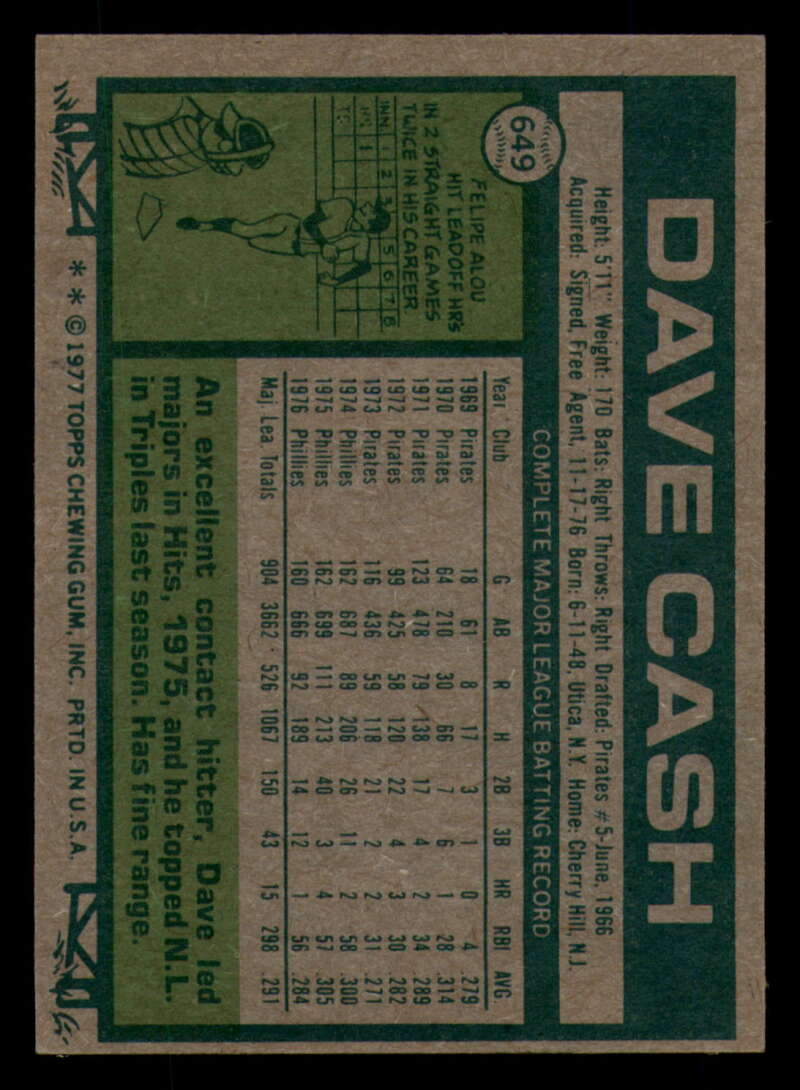 649
DAVE CASH
Height: 5'11" Weight: 170 Bats: Right Throws: Right Drafted: Pirates #5-June, 1966
Acquired: Signed, Free Agent, 11-17-76 Born: 6-11-48, Utica, N.Y. Home: Cherry Hill, N.J.
COMPLETE MAJOR LEAGUE BATTING RECORD
Year Club G AB R H 2B 3B HR RBI AVG.
1969 Pirates 18 61 8 17 3 1 0 4 .279
1970 Pirates 64 210 30 66 7 6 1 28 .314
1971 Pirates 123 478 79 138 17 4 2 34 .289
1972 Pirates 99 425 58 120 22 4 3 30 .282
1973 Pirates 116 436 59 118 21 2 2 31 .271
1974 Phillies 162 687 89 206 26 11 2 58 .300
1975 Phillies 162 699 111 213 40 3 4 57 .305
1976 Phillies 160 666 92 189 14 12 1 56 .284
Maj. Lea. Totals 904 3662 526 1067 150 43 15 298 .291
FELIPE ALOU
HIT LEADOFF HR'S
IN 2 STRAIGHT GAMES
TWICE IN HIS CAREER
INN. 1 2 3 5 6 7 8
H'S 1
An excellent contact hitter, Dave led
majors in Hits, 1975, and he topped N.L.
in Triples last season. Has fine range.
* * © 1977 TOPPS CHEWING GUM, INC. PRTD. IN U.S.A.